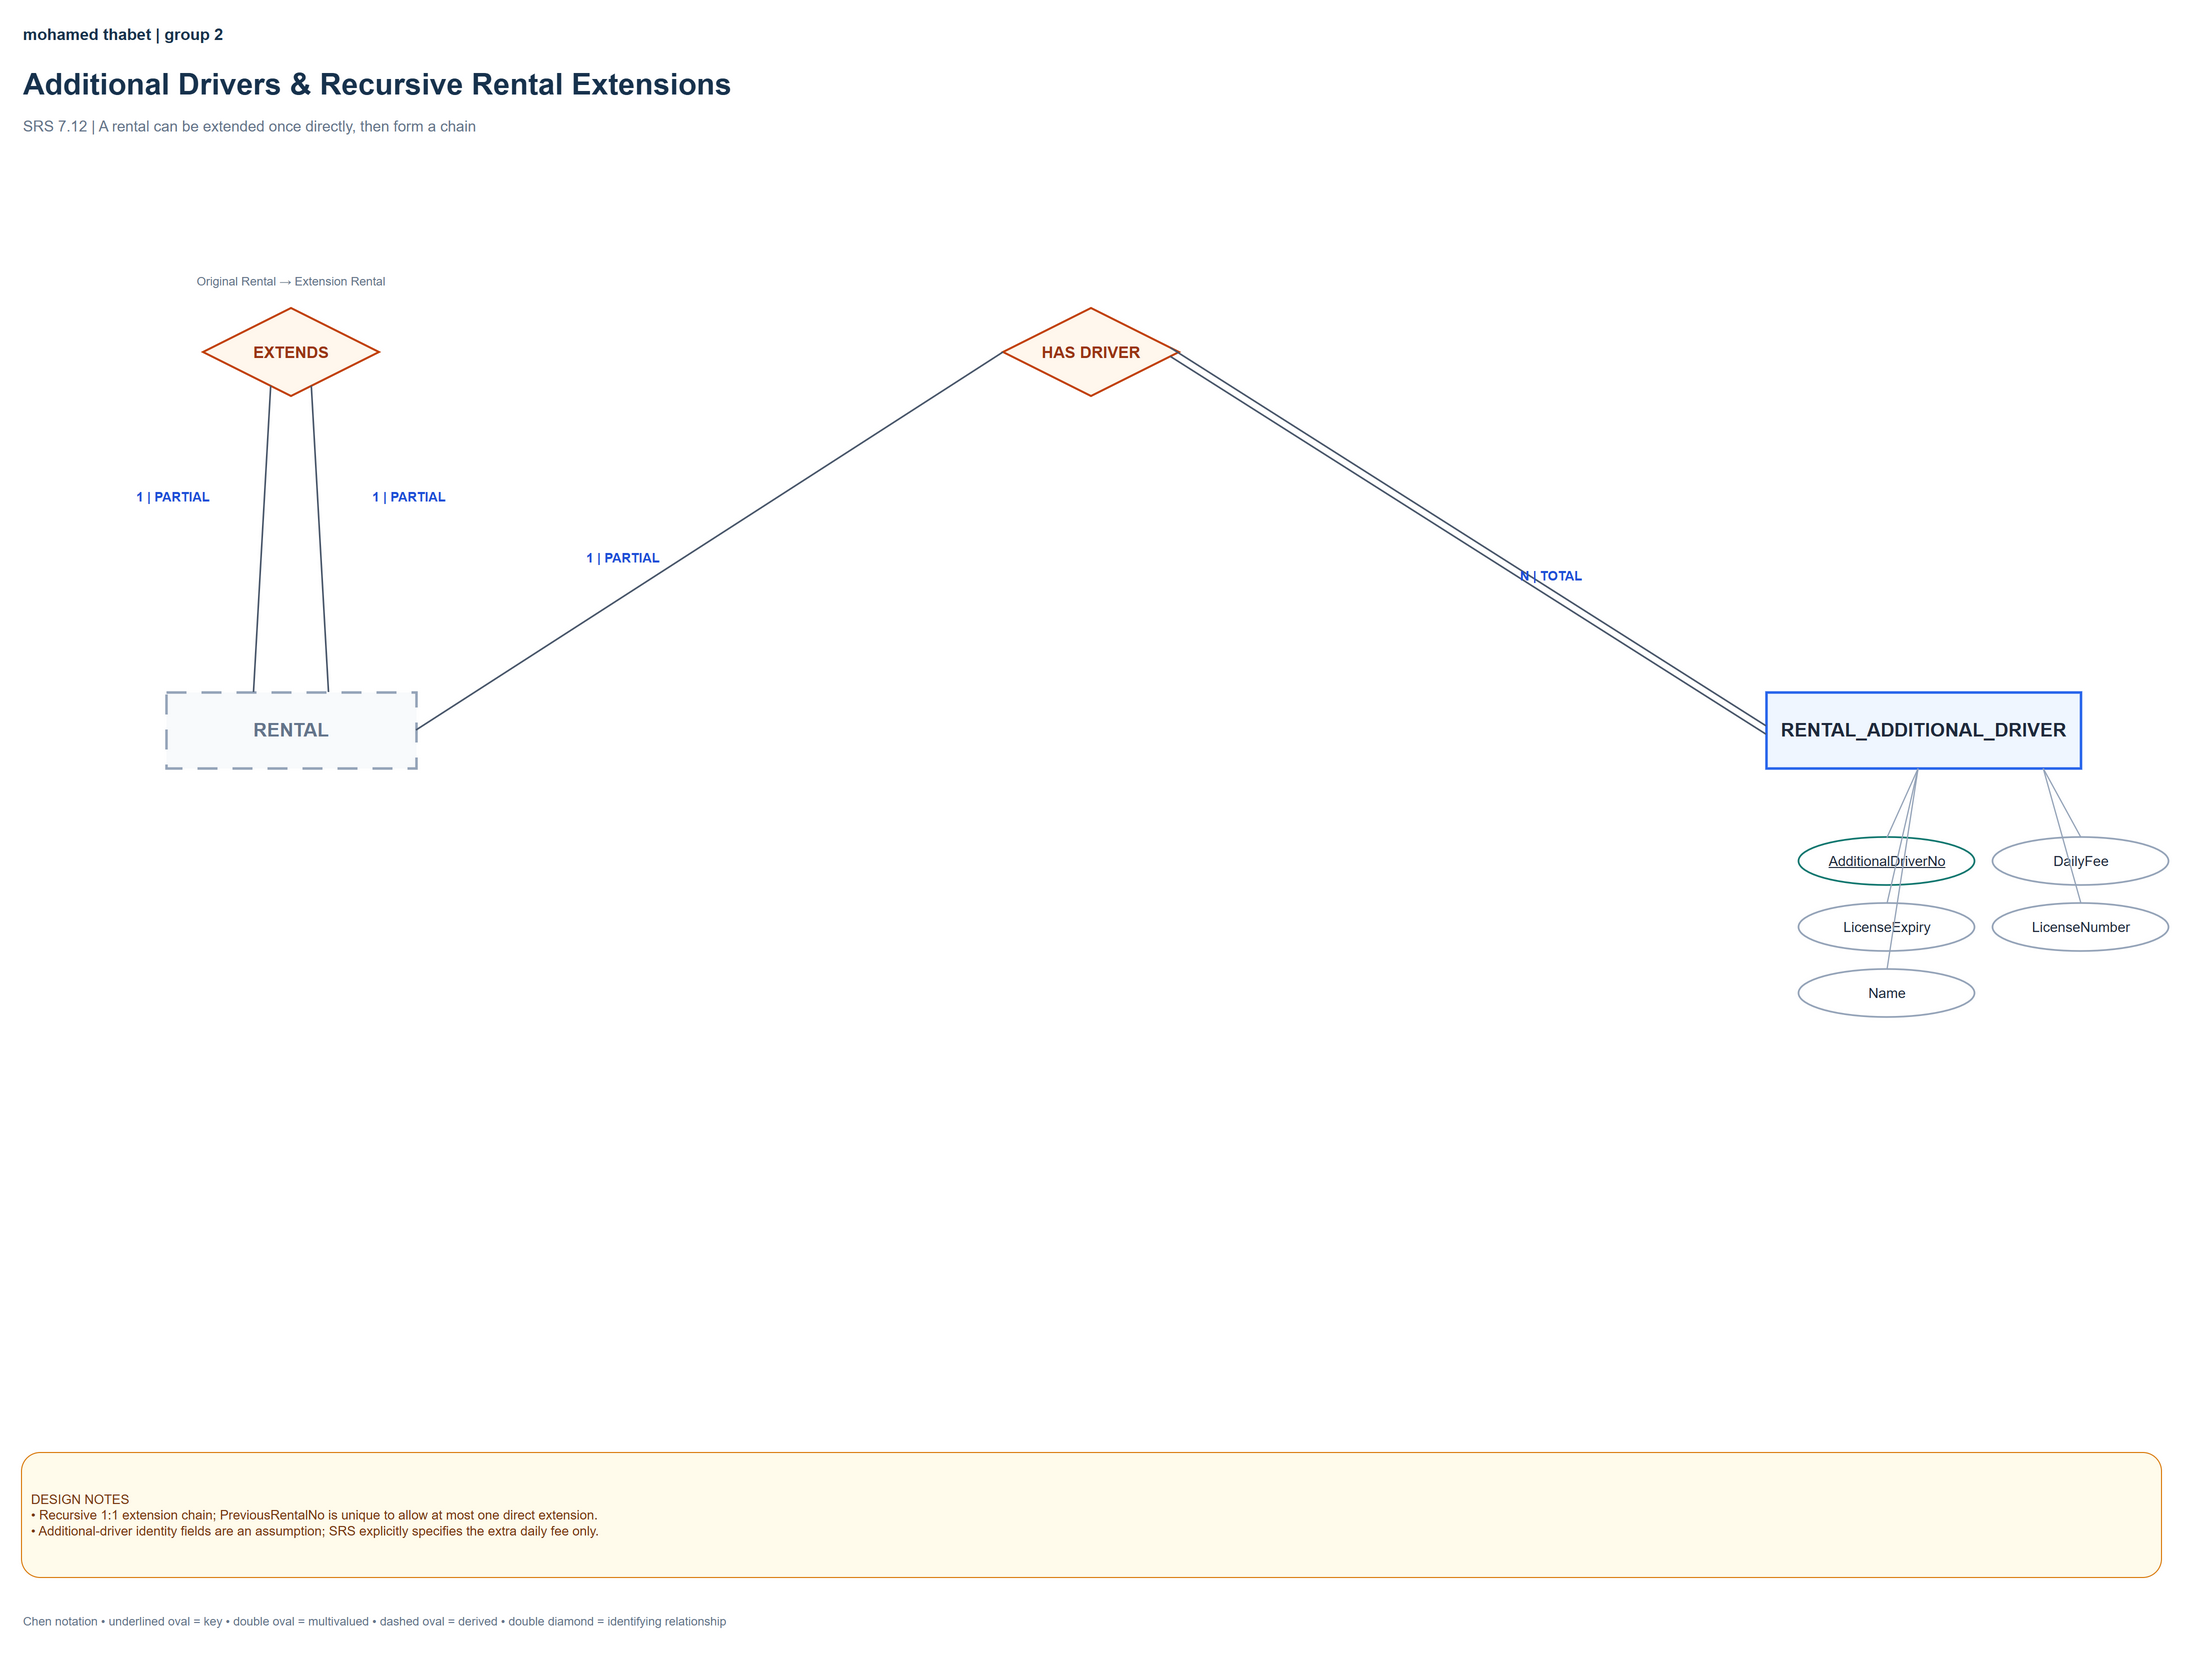 mohamed thabet | group 2
Additional Drivers & Recursive Rental Extensions
SRS 7.12 | A rental can be extended once directly, then form a chain
Original Rental → Extension Rental
EXTENDS
HAS DRIVER
1 | PARTIAL
1 | PARTIAL
1 | PARTIAL
N | TOTAL
RENTAL
RENTAL_ADDITIONAL_DRIVER
AdditionalDriverNo
DailyFee
LicenseExpiry
LicenseNumber
Name
DESIGN NOTES
• Recursive 1:1 extension chain; PreviousRentalNo is unique to allow at most one direct extension.
• Additional-driver identity fields are an assumption; SRS explicitly specifies the extra daily fee only.
Chen notation • underlined oval = key • double oval = multivalued • dashed oval = derived • double diamond = identifying relationship